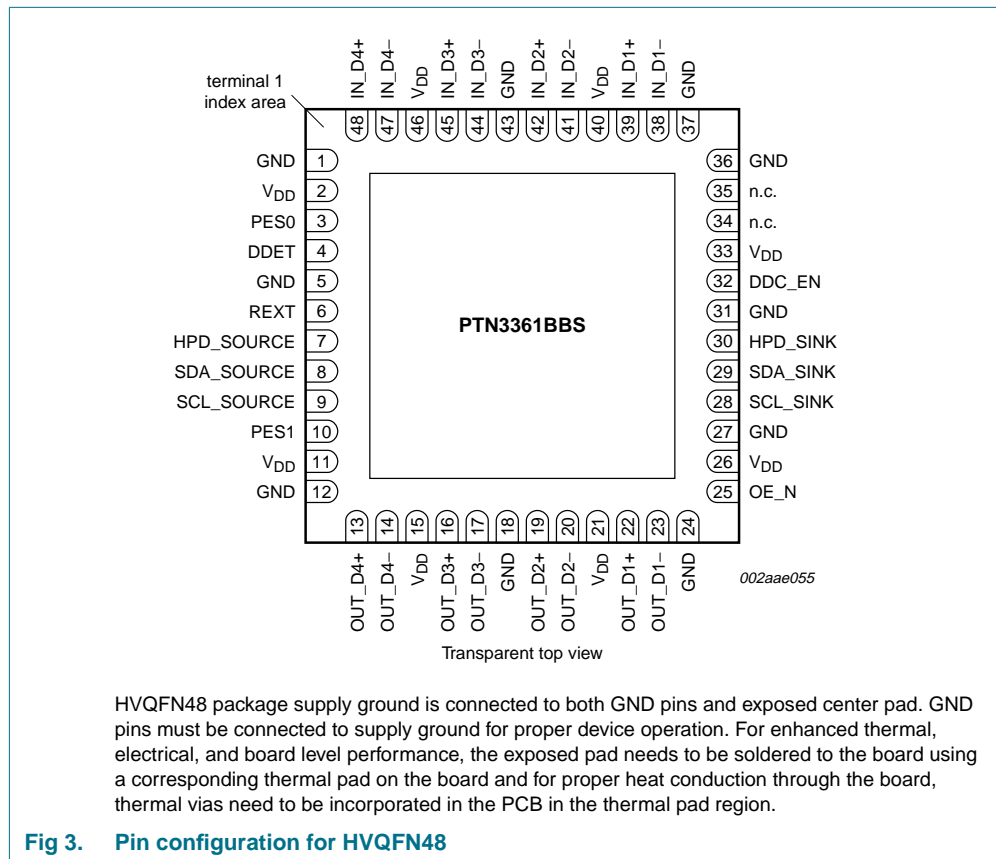 IN_D4+
IN_D4−
VDD
IN_D3+
IN_D3−
GND
IN_D2+
IN_D2−
VDD
IN_D1+
IN_D1−
GND
terminal 1
index area
48
47
46
45
44
43
42
41
40
39
38
37
GND 1
VDD 2
PES0 3
DDET 4
GND 5
REXT 6
HPD_SOURCE 7
SDA_SOURCE 8
SCL_SOURCE 9
PES1 10
VDD 11
GND 12
PTN3361BBS
36 GND
35 n.c.
34 n.c.
33 VDD
32 DDC_EN
31 GND
30 HPD_SINK
29 SDA_SINK
28 SCL_SINK
27 GND
26 VDD
25 OE_N
13
14
15
16
17
18
19
20
21
22
23
24
OUT_D4+
OUT_D4−
VDD
OUT_D3+
OUT_D3−
GND
OUT_D2+
OUT_D2−
VDD
OUT_D1+
OUT_D1−
GND
002aae055
Transparent top view
HVQFN48 package supply ground is connected to both GND pins and exposed center pad. GND
pins must be connected to supply ground for proper device operation. For enhanced thermal,
electrical, and board level performance, the exposed pad needs to be soldered to the board using
a corresponding thermal pad on the board and for proper heat conduction through the board,
thermal vias need to be incorporated in the PCB in the thermal pad region.
Fig 3. Pin configuration for HVQFN48